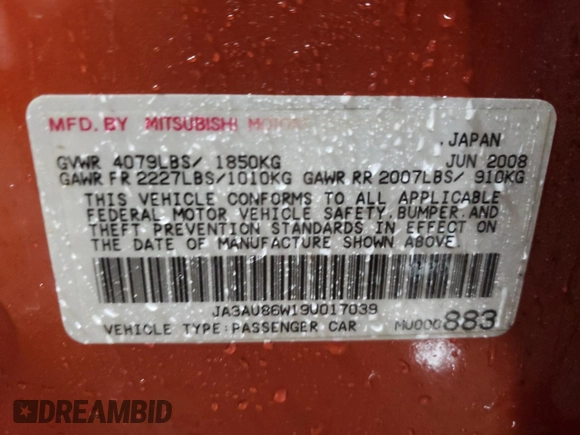 MFD. BY MITSUBISHI MOTORS
JAPAN
GVWR 4079LBS/ 1850KG JUN 2008
GAWR FR 2227LBS/1010KG GAWR RR 2007LBS/ 910KG
THIS VEHICLE CONFORMS TO ALL APPLICABLE
FEDERAL MOTOR VEHICLE SAFETY, BUMPER, AND
THEFT PREVENTION STANDARDS IN EFFECT ON
THE DATE OF MANUFACTURE SHOWN ABOVE.
JA3AU86W19U017039
VEHICLE TYPE: PASSENGER CAR MU000883
DREAMBID